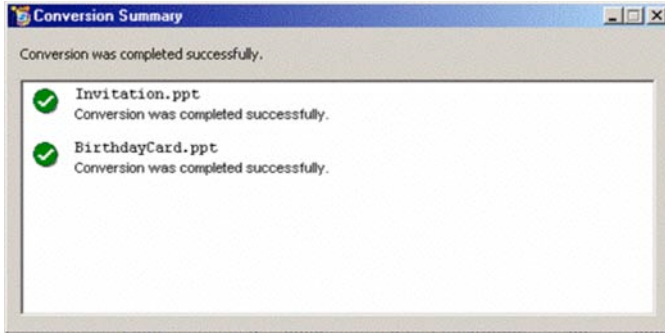 Conversion Summary
Conversion was completed successfully.
Invitation.ppt
Conversion was completed successfully.
BirthdayCard.ppt
Conversion was completed successfully.